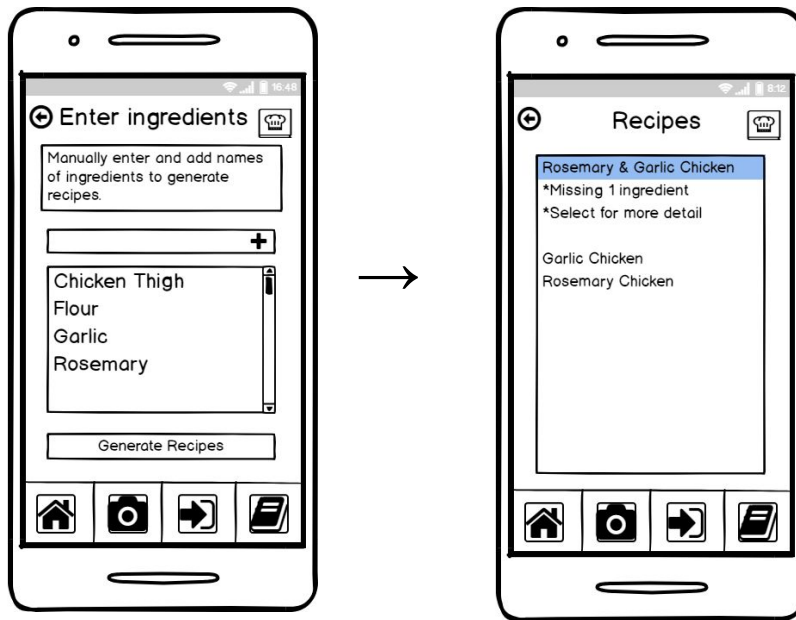 16:48
Enter ingredients
Manually enter and add names
of ingredients to generate
recipes.
Chicken Thigh
Flour
Garlic
Rosemary
Generate Recipes
8:12
Recipes
Rosemary & Garlic Chicken
*Missing 1 ingredient
*Select for more detail
Garlic Chicken
Rosemary Chicken